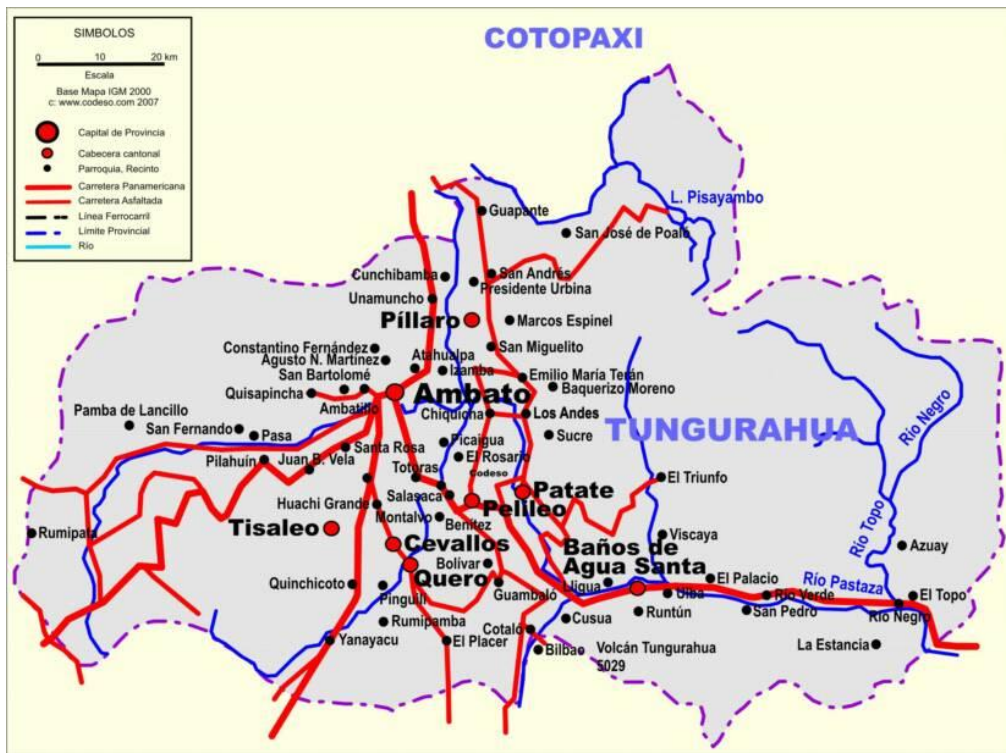 SIMBOLOS
0 10 20 km
Escala
Base Mapa IGM 2000
c: www.codeso.com 2007
Capital de Provincia
Cabecera cantonal
Parroquia, Recinto
Carretera Panamericana
Carretera Asfaltada
Línea Ferrocarril
Límite Provincial
Río
COTOPAXI
L. Pisayambo
Guapante
San José de Poaló
Cunchibamba
San Andrés
Presidente Urbina
Unamuncho
Píllaro
Marcos Espinel
Constantino Fernández
San Miguelito
Agusto N. Martínez
Atahualpa
Izamba
San Bartolomé
Emilio María Terán
Quisapincha
Ambato
Baquerizo Moreno
Ambatillo
Chiquicha
Los Andes
Pamba de Lancillo
San Fernando
Pasa
Picaigua
Sucre
TUNGURAHUA
Río Negro
Santa Rosa
Pilahuín
Juan B. Vela
Totoras
El Rosario
Codeso
El Triunfo
Huachi Grande
Salasaca
Patate
Pelileo
Montalvo
Benítez
Tisaleo
Rumipata
Viscaya
Río Topo
Azuay
Cevallos
Baños de
Agua Santa
Bolívar
Quero
Quinchicoto
Pinguilí
Guambaló
Lligua
Ulba
El Palacio
Río Verde
Río Pastaza
El Topo
Río Negro
Rumipamba
Cusua
Runtún
San Pedro
Yanayacu
El Placer
Cotaló
Bilbao
Volcán Tungurahua
5029
La Estancia